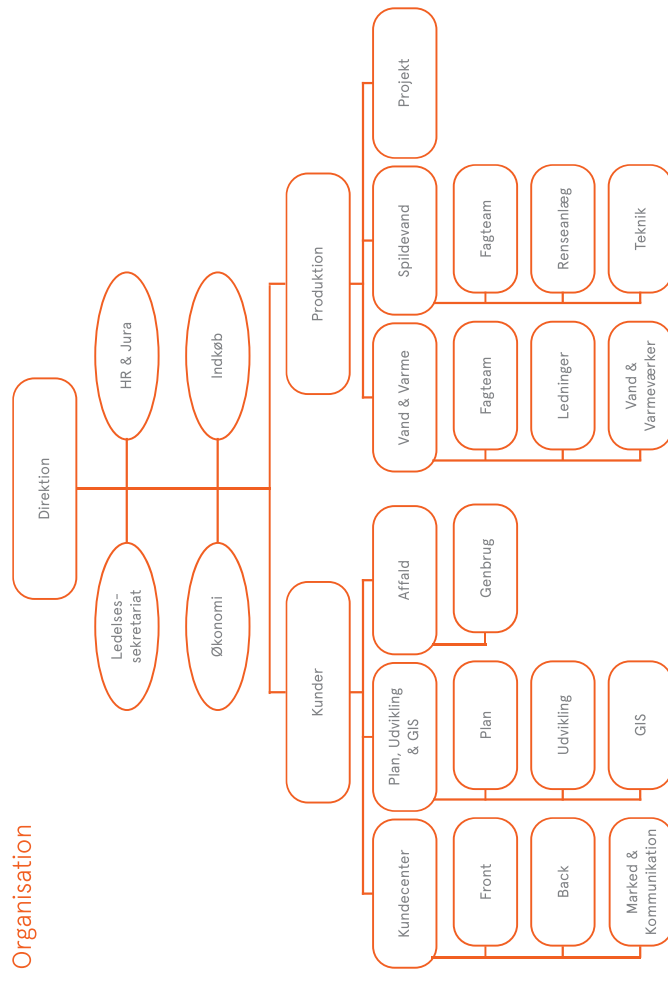 Organisation
Direktion
Ledelses-
sekretariat
HR & Jura
Økonomi
Indkøb
Kunder
Produktion
Kundecenter
Plan, Udvikling
& GIS
Affald
Vand & Varme
Spildevand
Projekt
Front
Plan
Genbrug
Fagteam
Fagteam
Back
Udvikling
Ledninger
Renseanlæg
Marked &
Kommunikation
GIS
Vand &
Varmeværker
Teknik